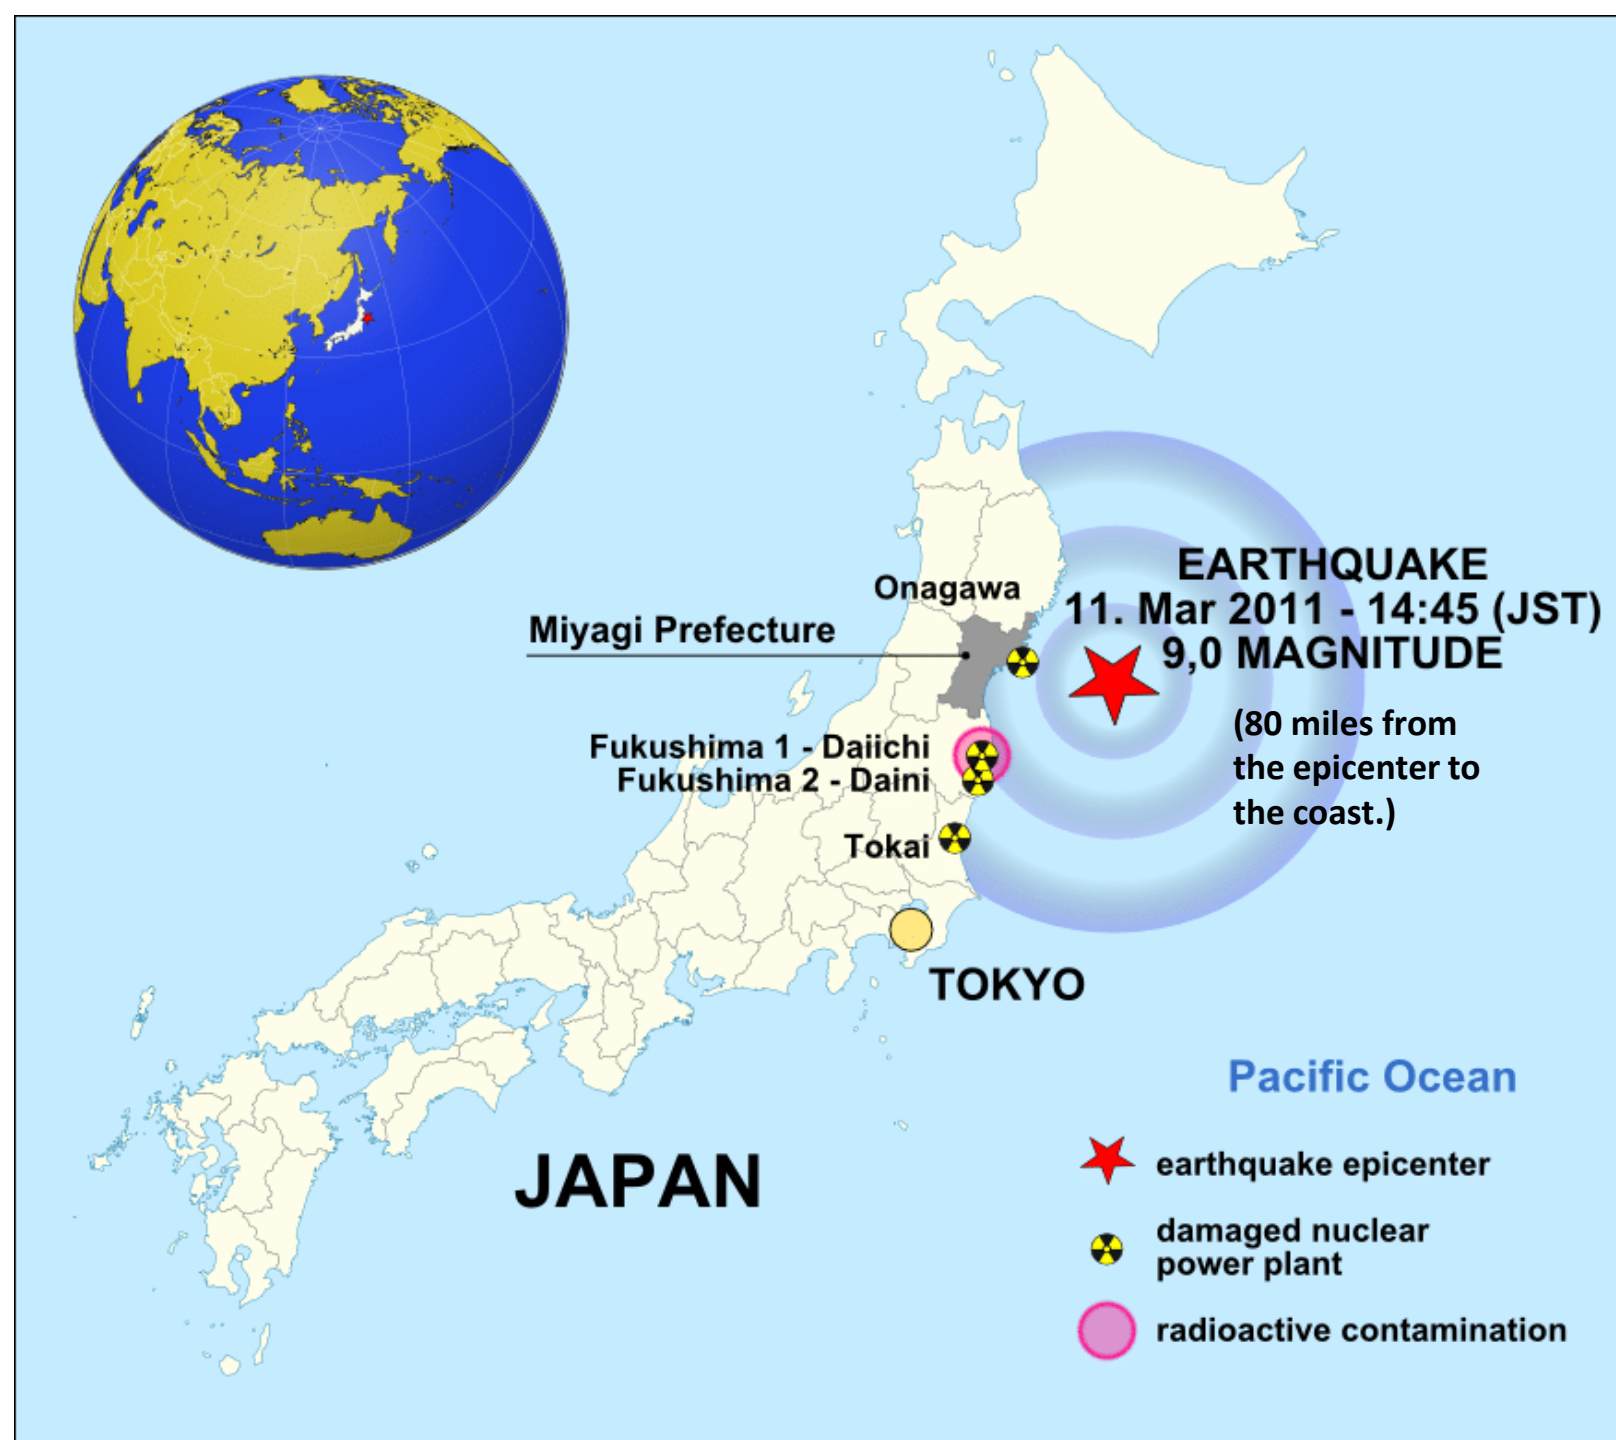 EARTHQUAKE
11. Mar 2011 - 14:45 (JST)
9,0 MAGNITUDE
(80 miles from
the epicenter to
the coast.)
Onagawa
Miyagi Prefecture
Fukushima 1 - Daiichi
Fukushima 2 - Daini
Tokai
TOKYO
JAPAN
Pacific Ocean
earthquake epicenter
damaged nuclear
power plant
radioactive contamination